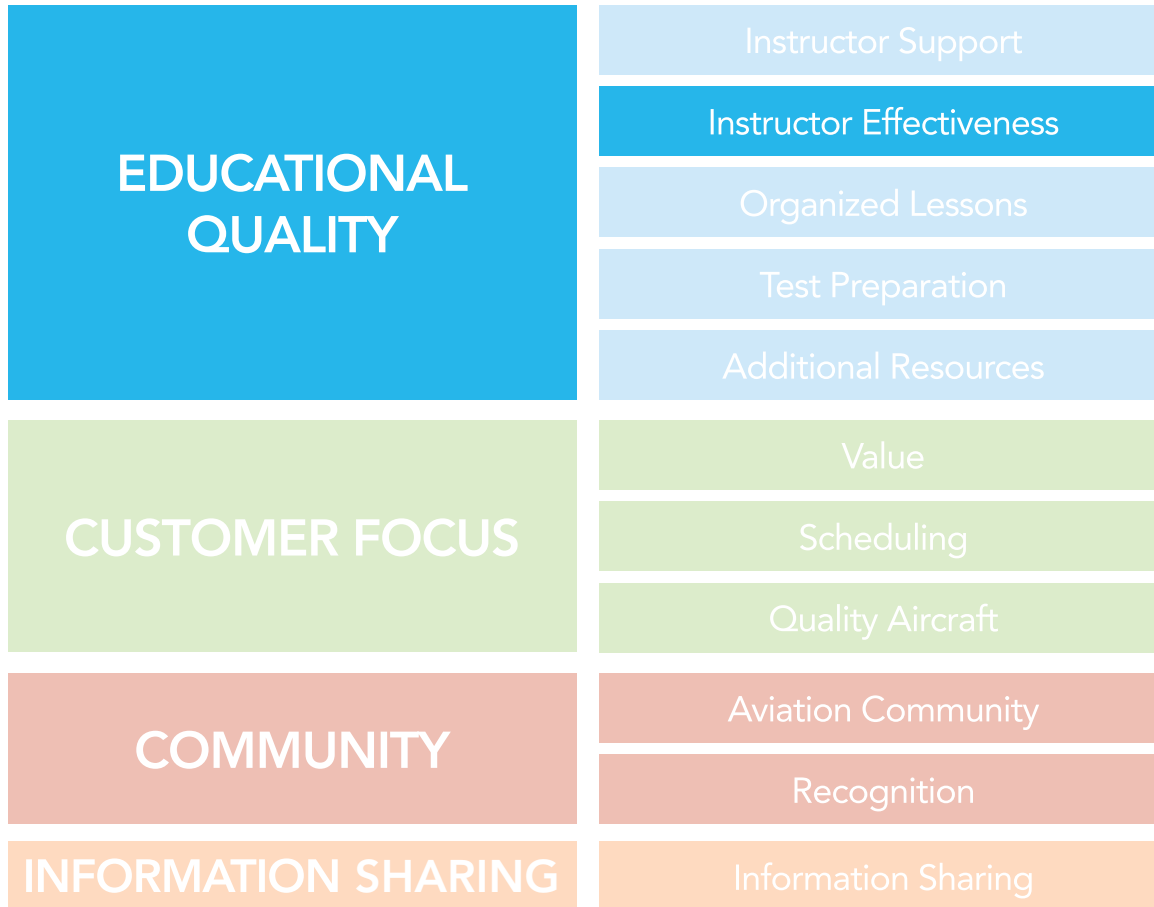 EDUCATIONAL
QUALITY
Instructor Support
Instructor Effectiveness
Organized Lessons
Test Preparation
Additional Resources
CUSTOMER FOCUS
Value
Scheduling
Quality Aircraft
COMMUNITY
Aviation Community
Recognition
INFORMATION SHARING
Information Sharing